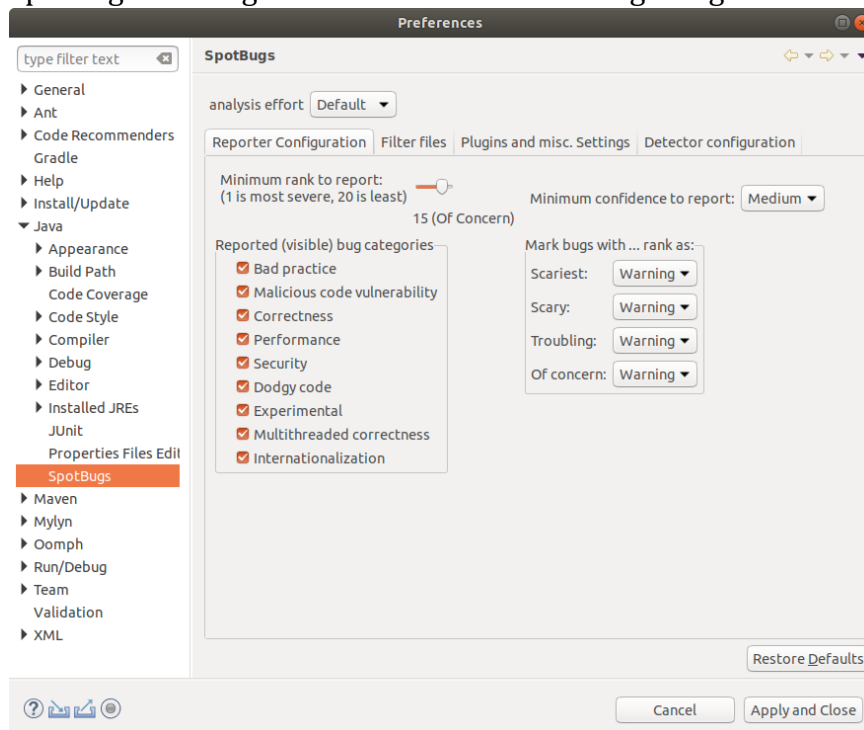 Preferences
type filter text
SpotBugs
General
Ant
Code Recommenders
Gradle
Help
Install/Update
Java
Appearance
Build Path
Code Coverage
Code Style
Compiler
Debug
Editor
Installed JREs
JUnit
Properties Files Edit
SpotBugs
Maven
Mylyn
Oomph
Run/Debug
Team
Validation
XML
analysis effort Default
Reporter Configuration Filter files Plugins and misc. Settings Detector configuration
Minimum rank to report:
(1 is most severe, 20 is least)
15 (Of Concern)
Minimum confidence to report: Medium
Reported (visible) bug categories
Bad practice
Malicious code vulnerability
Correctness
Performance
Security
Dodgy code
Experimental
Multithreaded correctness
Internationalization
Mark bugs with ... rank as:
Scariest: Warning
Scary: Warning
Troubling: Warning
Of concern: Warning
Restore Defaults
Cancel Apply and Close